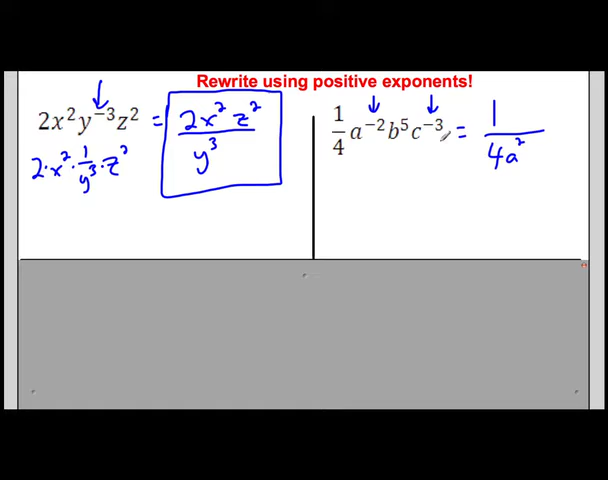 Rewrite using positive exponents!
2x²y⁻³z² = 2x²z²/y³
2·x²·1/y³·z²
1/4 a⁻²b⁵c⁻³ = 1/4a²